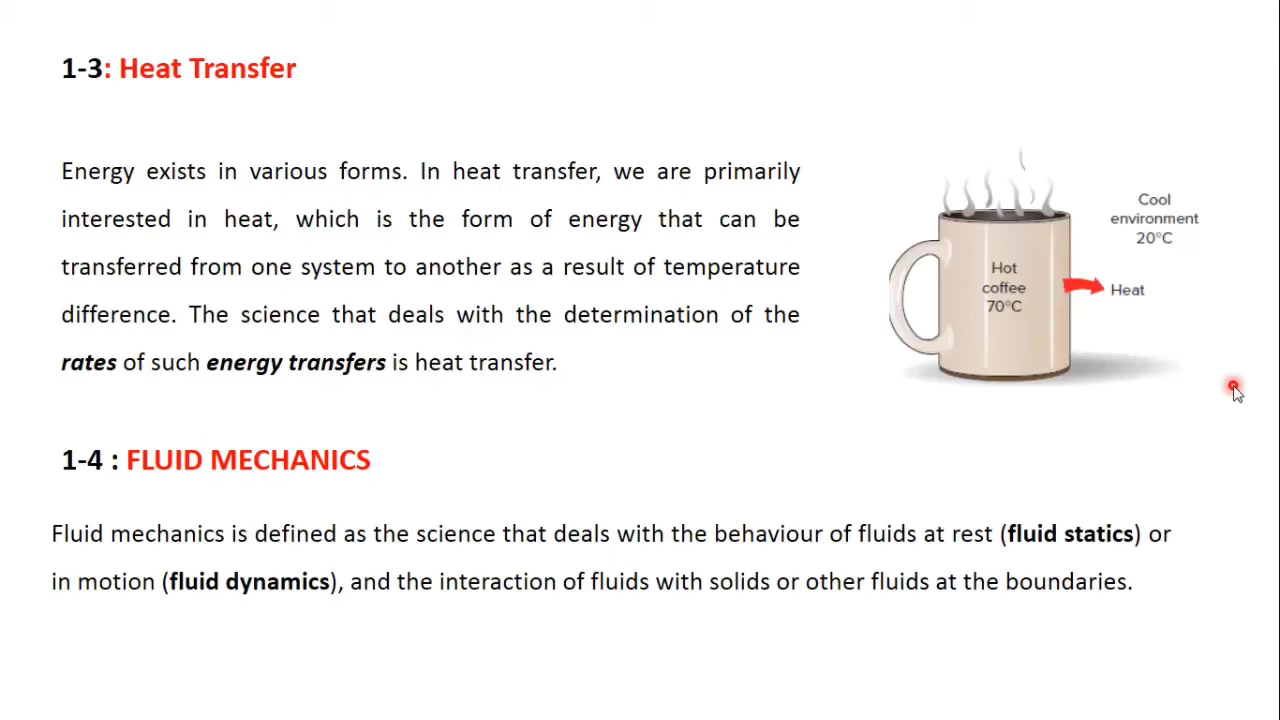 1-3: Heat Transfer
Energy exists in various forms. In heat transfer, we are primarily
interested in heat, which is the form of energy that can be
transferred from one system to another as a result of temperature
difference. The science that deals with the determination of the
rates of such energy transfers is heat transfer.
Cool
environment
20°C
Hot
coffee
70°C
Heat
1-4 : FLUID MECHANICS
Fluid mechanics is defined as the science that deals with the behaviour of fluids at rest (fluid statics) or
in motion (fluid dynamics), and the interaction of fluids with solids or other fluids at the boundaries.